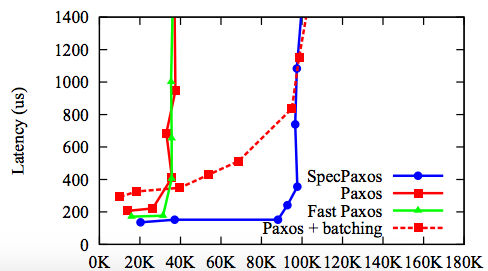 1400
1200
1000
800
600
400
200
0
Latency (us)
SpecPaxos
Paxos
Fast Paxos
Paxos + batching
0K 20K 40K 60K 80K 100K 120K 140K 160K 180K